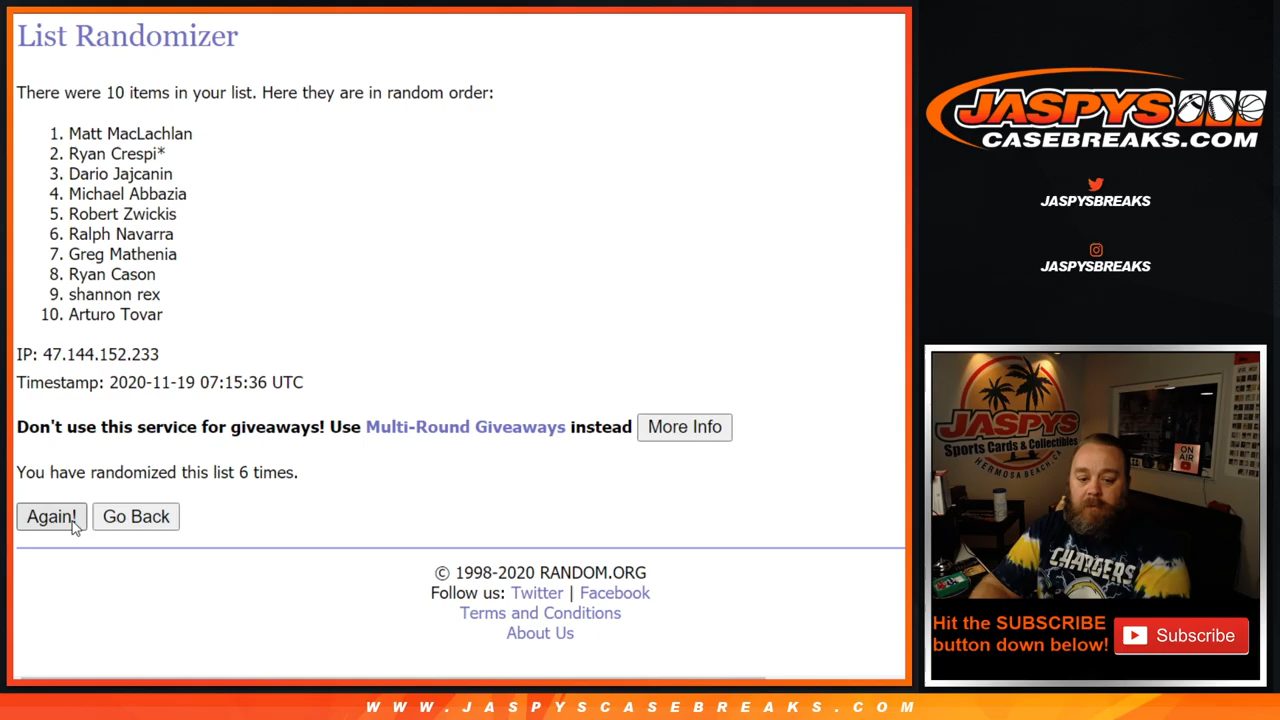 List Randomizer
There were 10 items in your list. Here they are in random order:
1. Matt MacLachlan
2. Ryan Crespi*
3. Dario Jajcanin
4. Michael Abbazia
5. Robert Zwickis
6. Ralph Navarra
7. Greg Mathenia
8. Ryan Cason
9. shannon rex
10. Arturo Tovar
IP: 47.144.152.233
Timestamp: 2020-11-19 07:15:36 UTC
Don't use this service for giveaways! Use Multi-Round Giveaways instead More Info
You have randomized this list 6 times.
Again! Go Back
© 1998-2020 RANDOM.ORG
Follow us: Twitter | Facebook
Terms and Conditions
About Us
JASPYS
CASEBREAKS.COM
JASPYSBREAKS
JASPYSBREAKS
JASPYS
Sports Cards & Collectibles
HERMOSA BEACH, CA
ON
AIR
CHARGERS
Hit the SUBSCRIBE
button down below!
Subscribe
WWW.JASPYSCASEBREAKS.COM